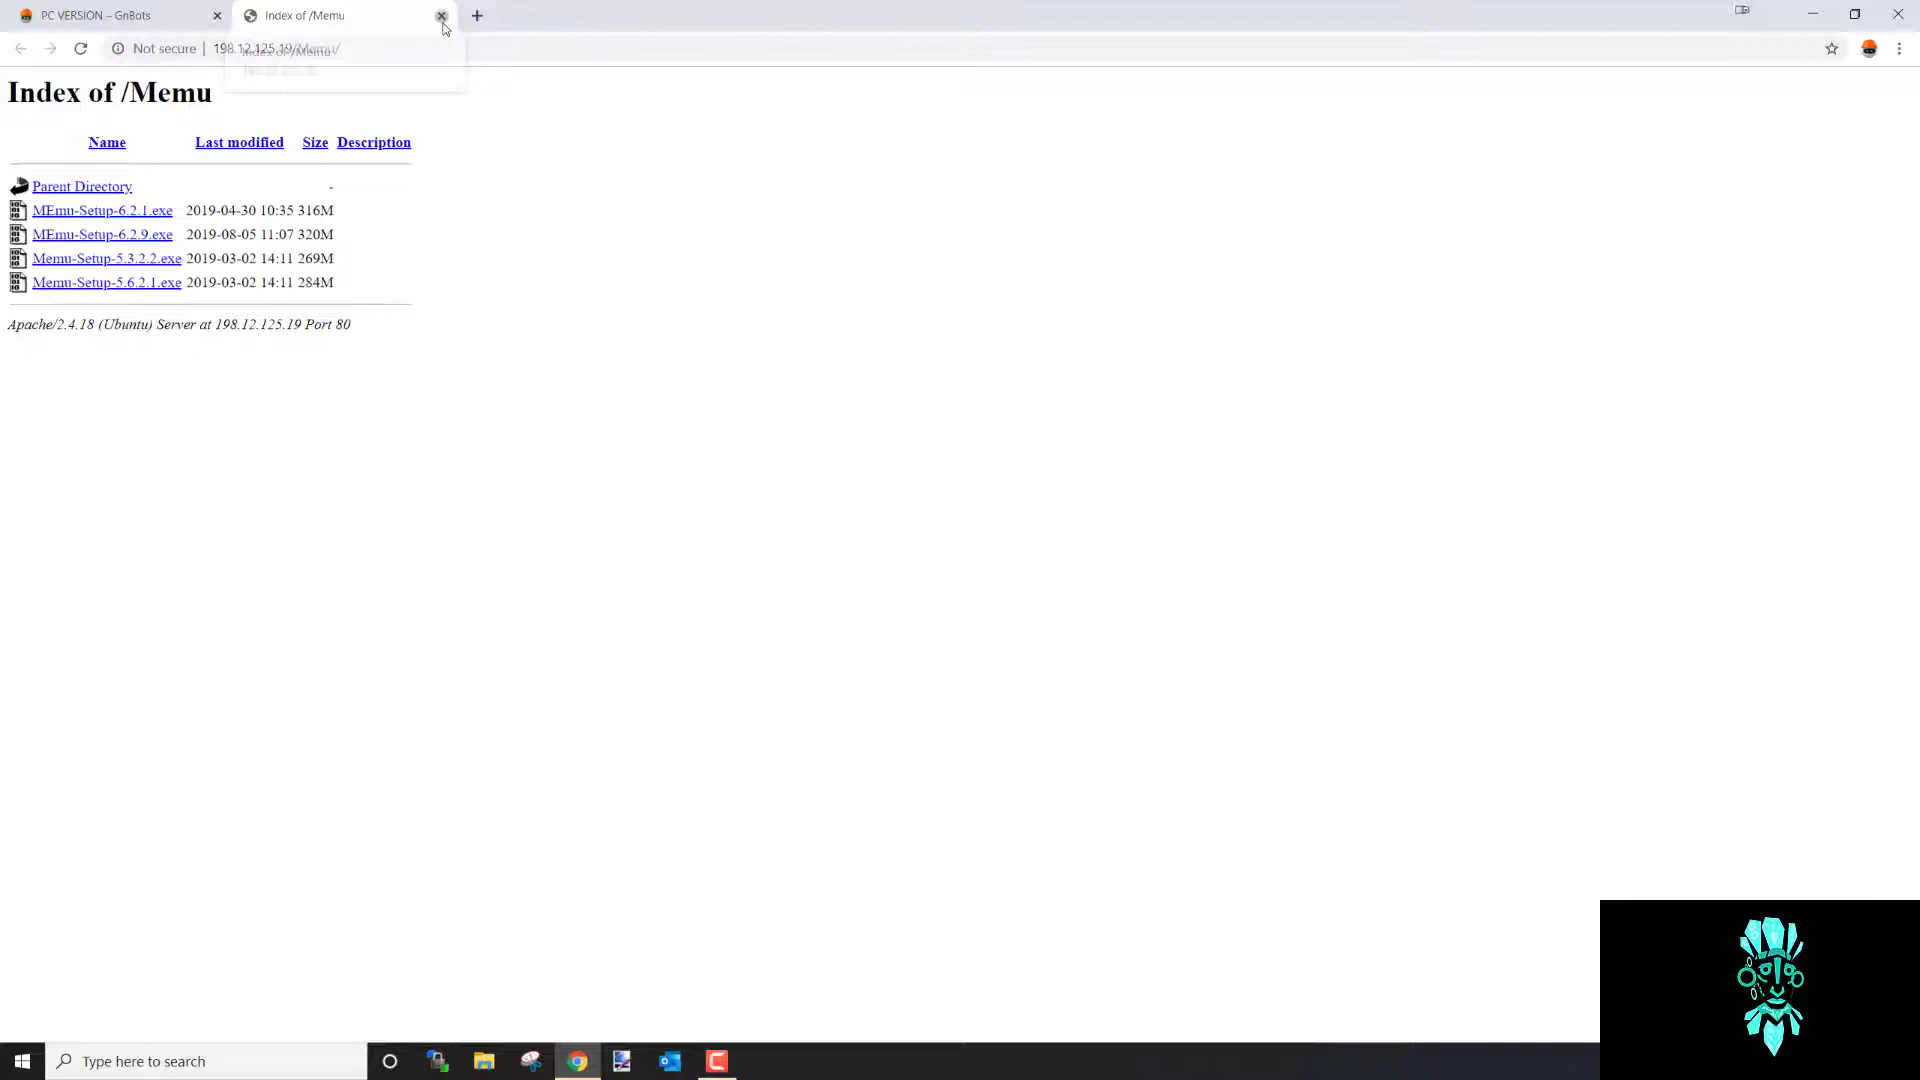 PC VERSION – GnBots
Index of /Memu
Not secure | 198.12.125.19/Memu/
Index of /Memu
Index of /Memu
Name Last modified Size Description
Parent Directory -
MEmu-Setup-6.2.1.exe 2019-04-30 10:35 316M
MEmu-Setup-6.2.9.exe 2019-08-05 11:07 320M
Memu-Setup-5.3.2.2.exe 2019-03-02 14:11 269M
Memu-Setup-5.6.2.1.exe 2019-03-02 14:11 284M
Apache/2.4.18 (Ubuntu) Server at 198.12.125.19 Port 80
Type here to search